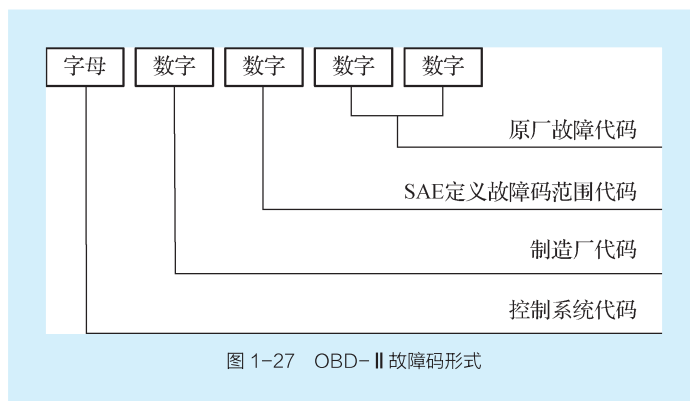 字母 数字 数字 数字 数字
原厂故障代码
SAE定义故障码范围代码
制造厂代码
控制系统代码
图 1-27 OBD-Ⅱ故障码形式